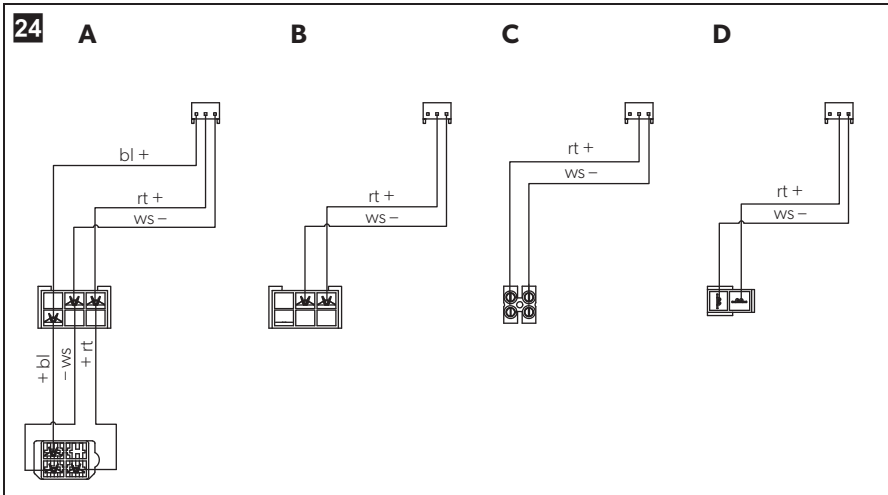 24 A B C D
bl +
rt +
ws –
rt +
ws –
rt +
ws –
rt +
ws –
+ bl
– ws
+ rt